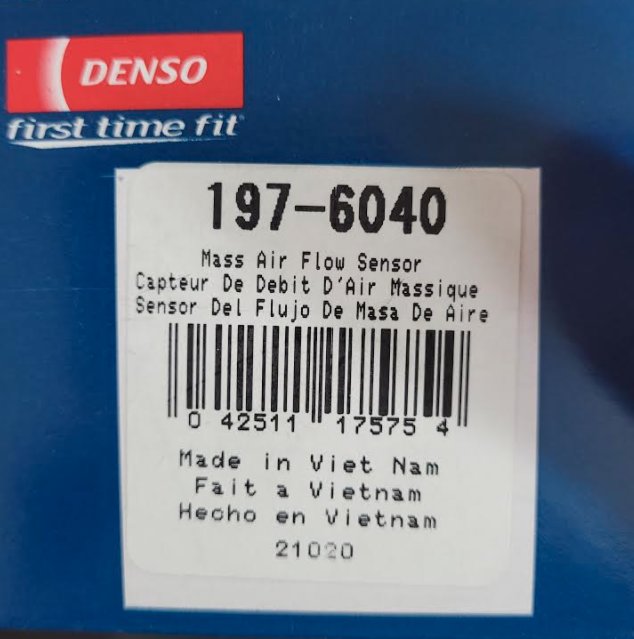 DENSO
first time fit
197-6040
Mass Air Flow Sensor
Capteur De Debit D'Air Massique
Sensor Del Flujo De Masa De Aire
0 42511 17575 4
Made in Viet Nam
Fait a Vietnam
Hecho en Vietnam
21020